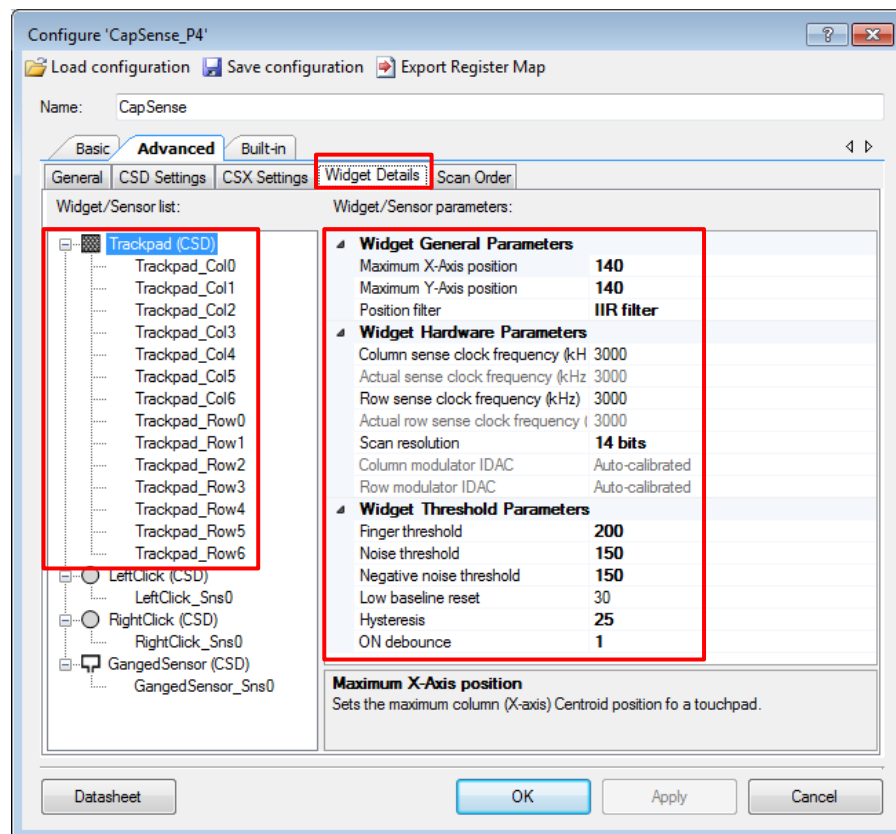 Configure 'CapSense_P4'
Load configuration Save configuration Export Register Map
Name: CapSense
Basic Advanced Built-in
General CSD Settings CSX Settings Widget Details Scan Order
Widget/Sensor list: Widget/Sensor parameters:
Trackpad (CSD)
Trackpad_Col0
Trackpad_Col1
Trackpad_Col2
Trackpad_Col3
Trackpad_Col4
Trackpad_Col5
Trackpad_Col6
Trackpad_Row0
Trackpad_Row1
Trackpad_Row2
Trackpad_Row3
Trackpad_Row4
Trackpad_Row5
Trackpad_Row6
LeftClick (CSD)
LeftClick_Sns0
RightClick (CSD)
RightClick_Sns0
GangedSensor (CSD)
GangedSensor_Sns0
Widget General Parameters
Maximum X-Axis position 140
Maximum Y-Axis position 140
Position filter IIR filter
Widget Hardware Parameters
Column sense clock frequency (kH 3000
Actual sense clock frequency (kHz 3000
Row sense clock frequency (kHz) 3000
Actual row sense clock frequency ( 3000
Scan resolution 14 bits
Column modulator IDAC Auto-calibrated
Row modulator IDAC Auto-calibrated
Widget Threshold Parameters
Finger threshold 200
Noise threshold 150
Negative noise threshold 150
Low baseline reset 30
Hysteresis 25
ON debounce 1
Maximum X-Axis position
Sets the maximum column (X-axis) Centroid position fo a touchpad.
Datasheet OK Apply Cancel